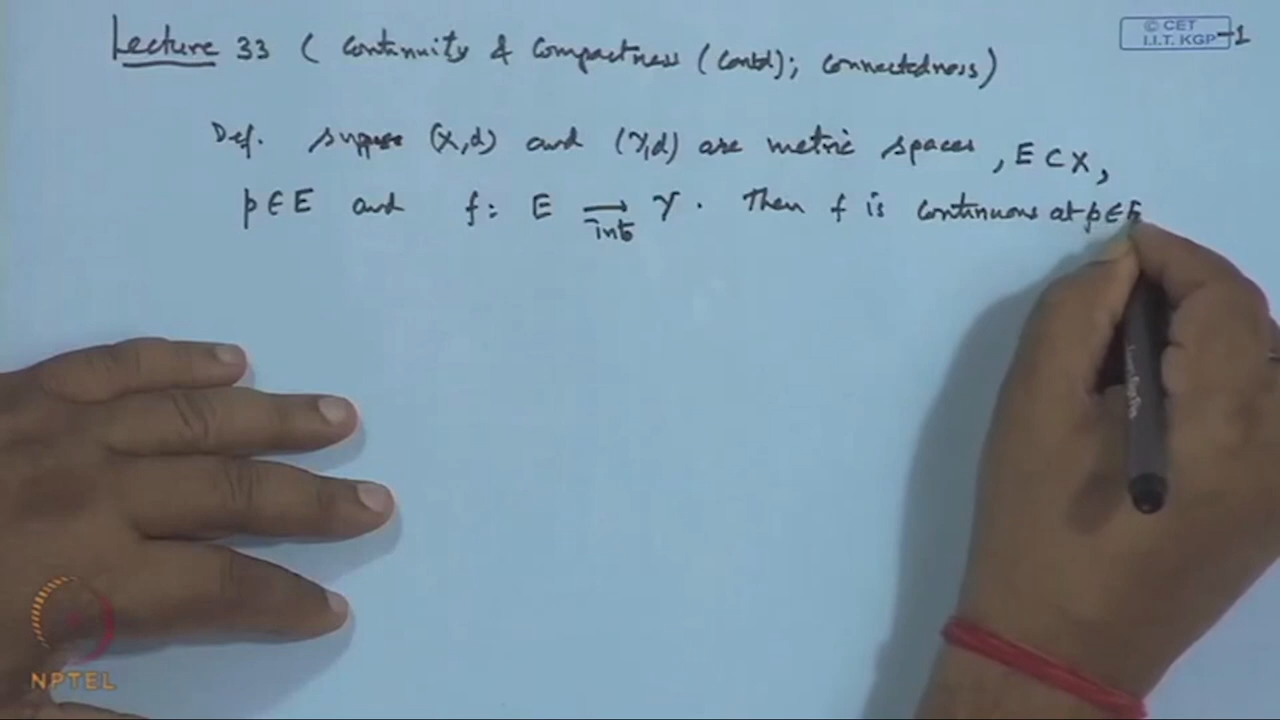 Lecture 33 ( Continuity & Compactness (Contd); Connectedness)
© CET
I.I.T. KGP
-1
Def. Suppose (X,d) and (Y,d) are metric spaces, E ⊂ X,
p ∈ E and f: E → Y. Then f is continuous at p ∈ E
into
NPTEL